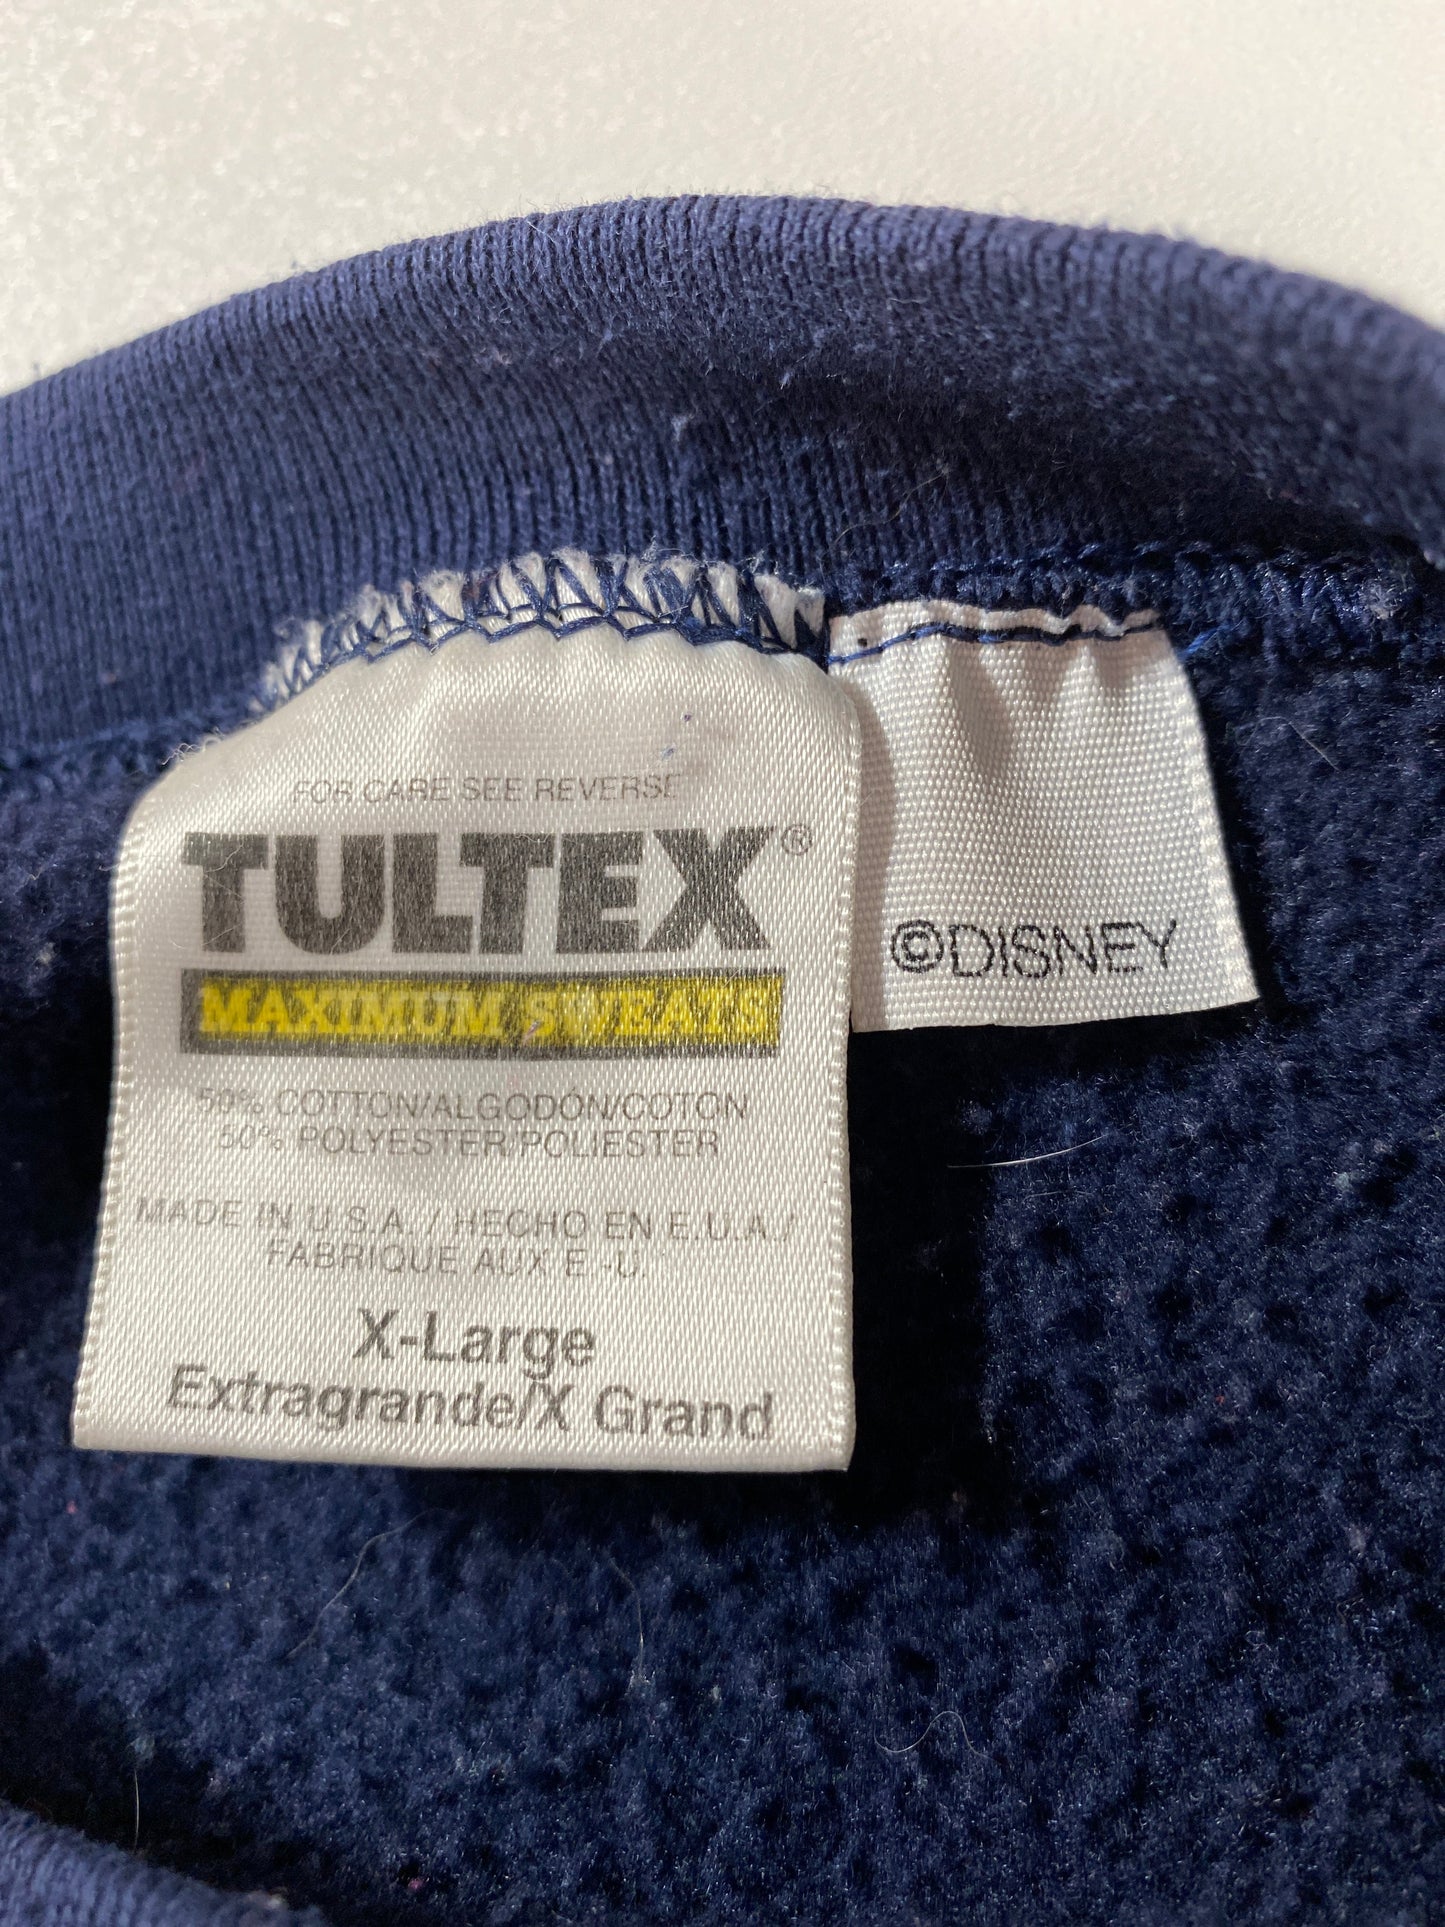 FOR CARE SEE REVERSE
TULTEX®
MAXIMUM SWEATS
50% COTTON/ALGODÓN/COTON
50% POLYESTER/POLIESTER
MADE IN U.S.A. / HECHO EN E.U.A./
FABRIQUE AUX E.-U.
X-Large
Extragrande/X Grand
©DISNEY